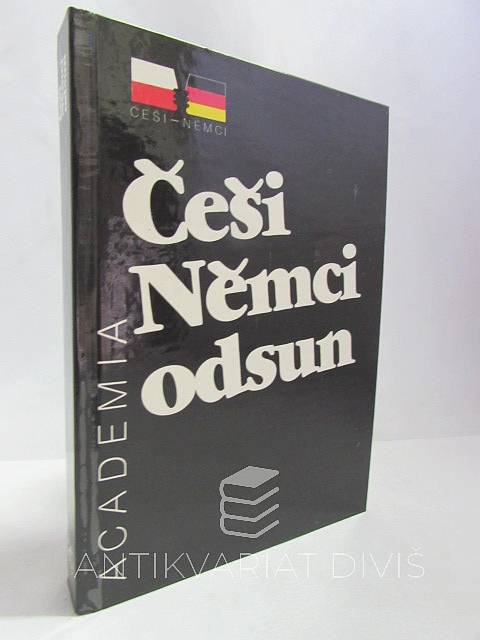 ČEŠI–NĚMCI
Češi
Němci
odsun
ACADEMIA
ANTIKVARIAT DIVIŠ